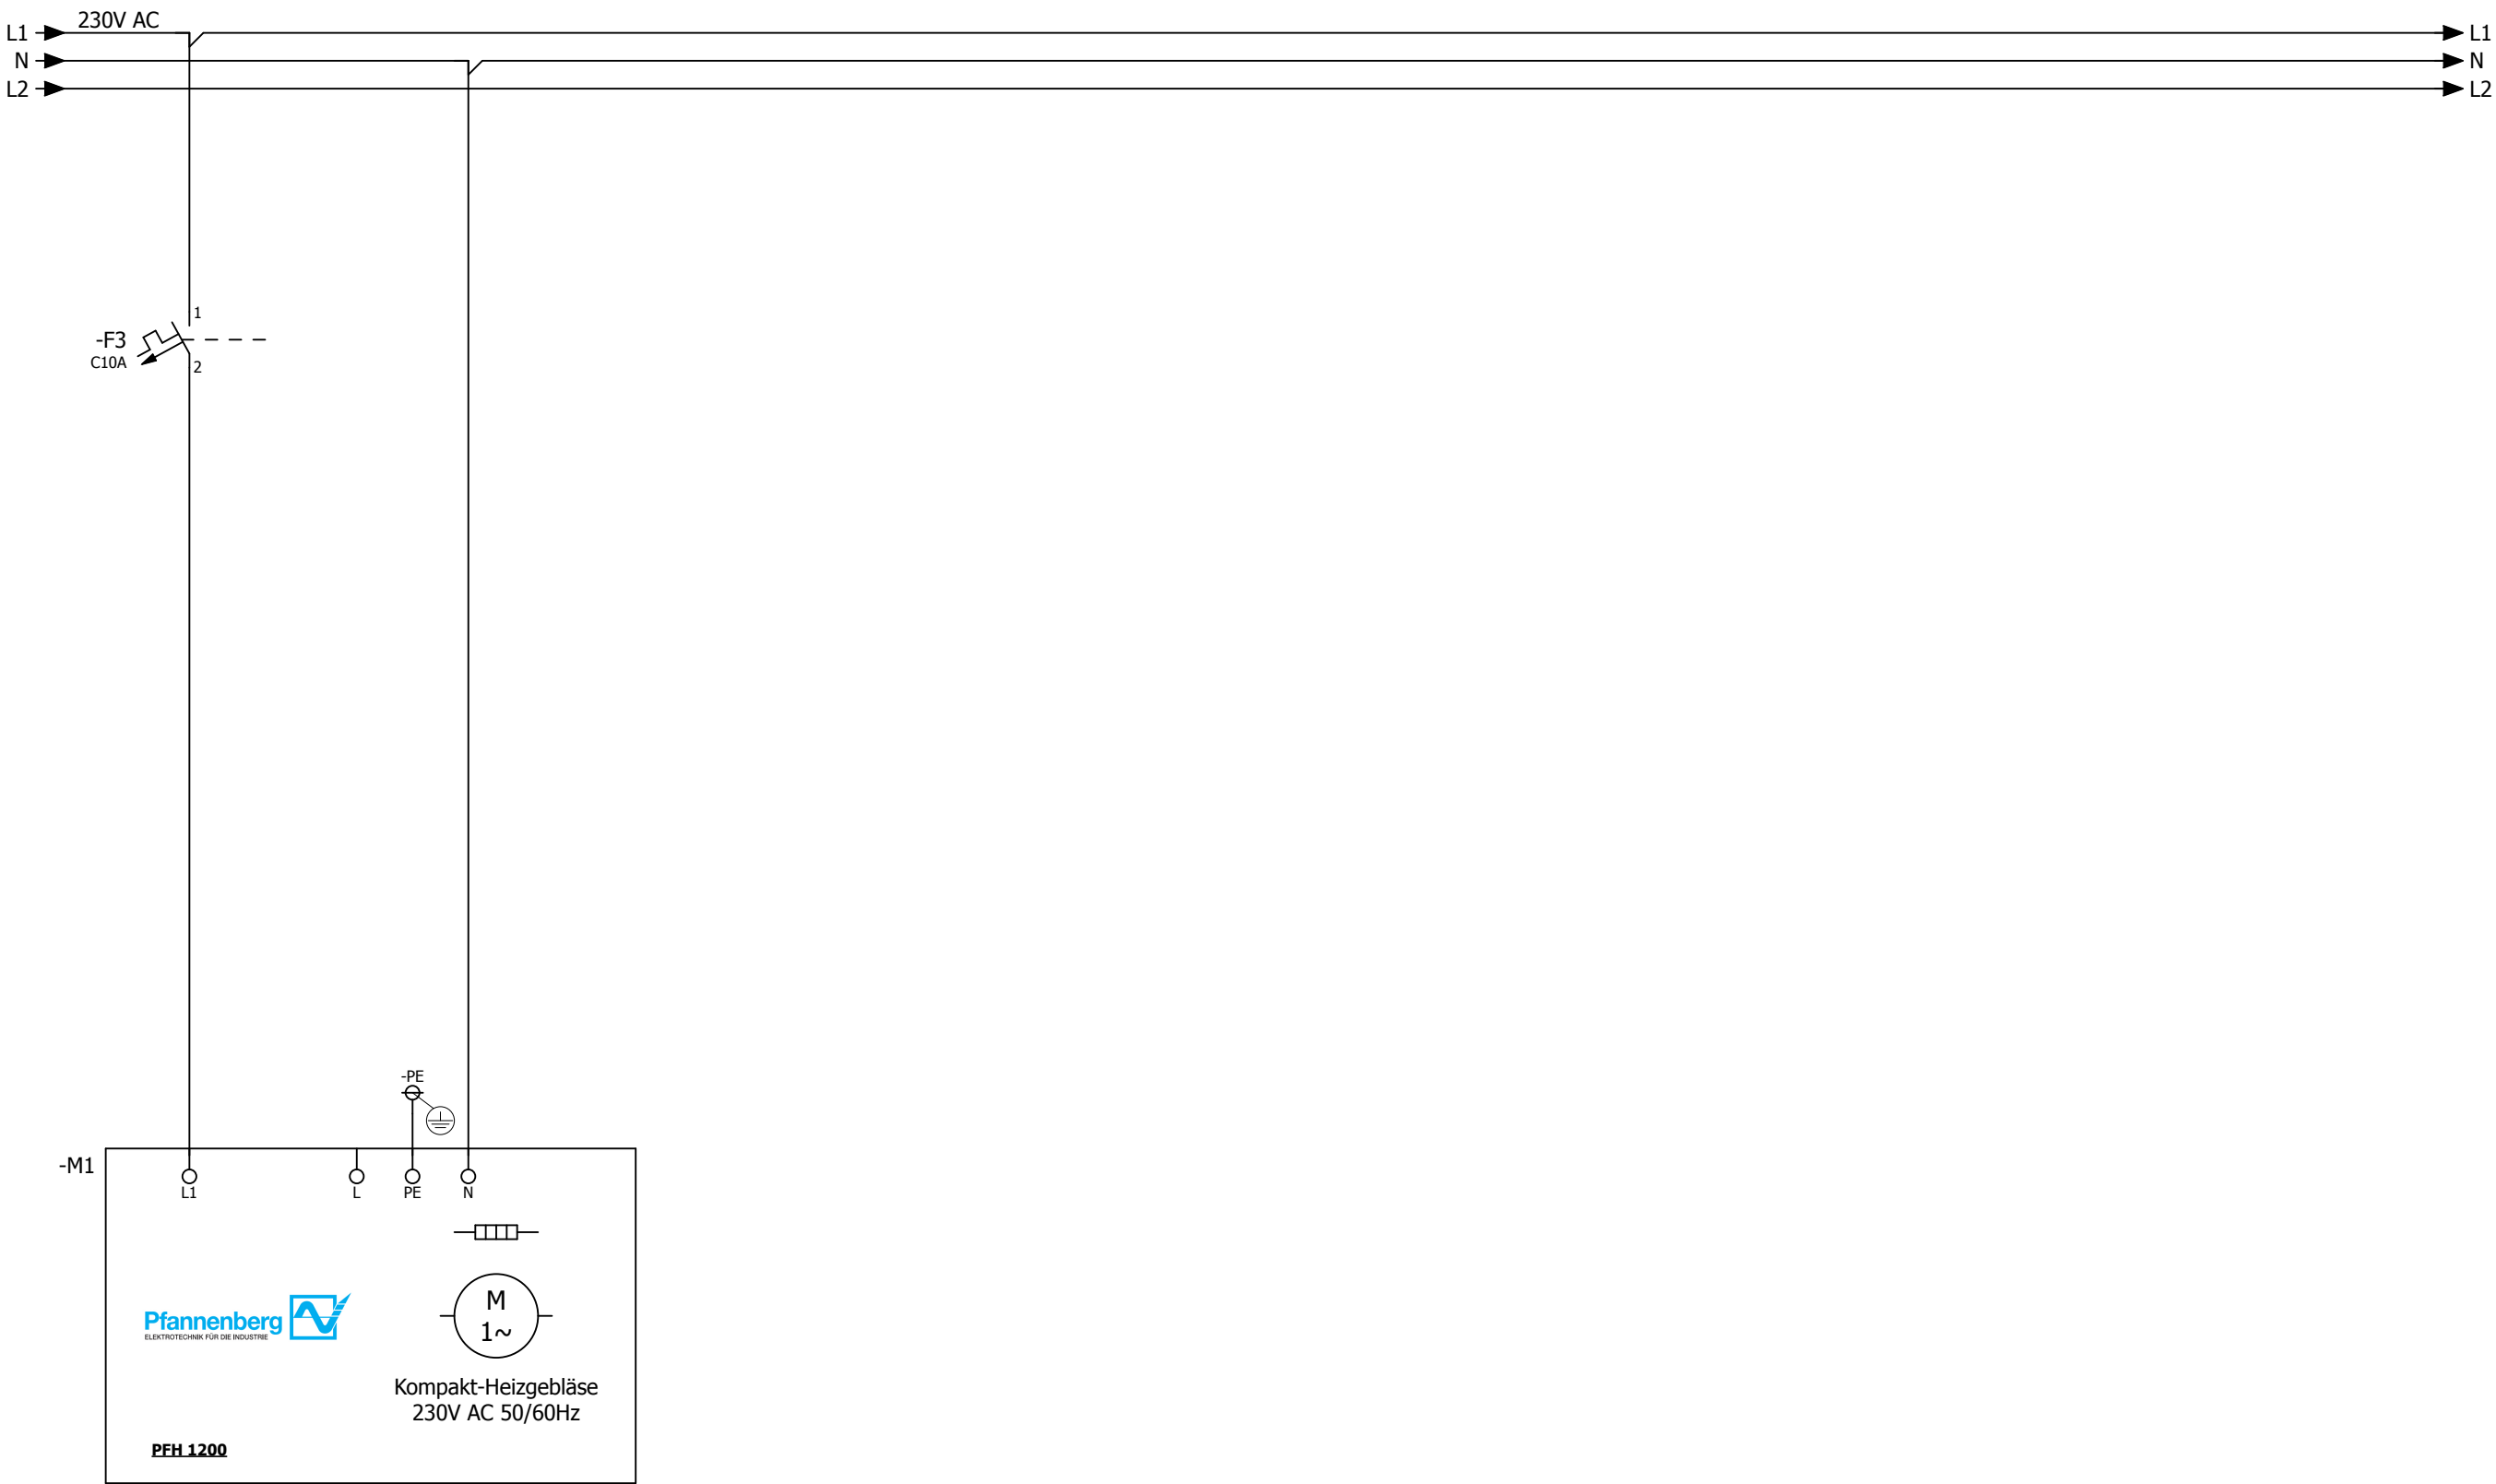 230V AC
L1
L1
N
N
L2
L2
1
-F3
C10A
2
-PE
-M1
L1
L
PE
N
M
1~
Pfannenberg
ELEKTROTECHNIK FÜR DIE INDUSTRIE
Kompakt-Heizgebläse
230V AC 50/60Hz
PFH 1200